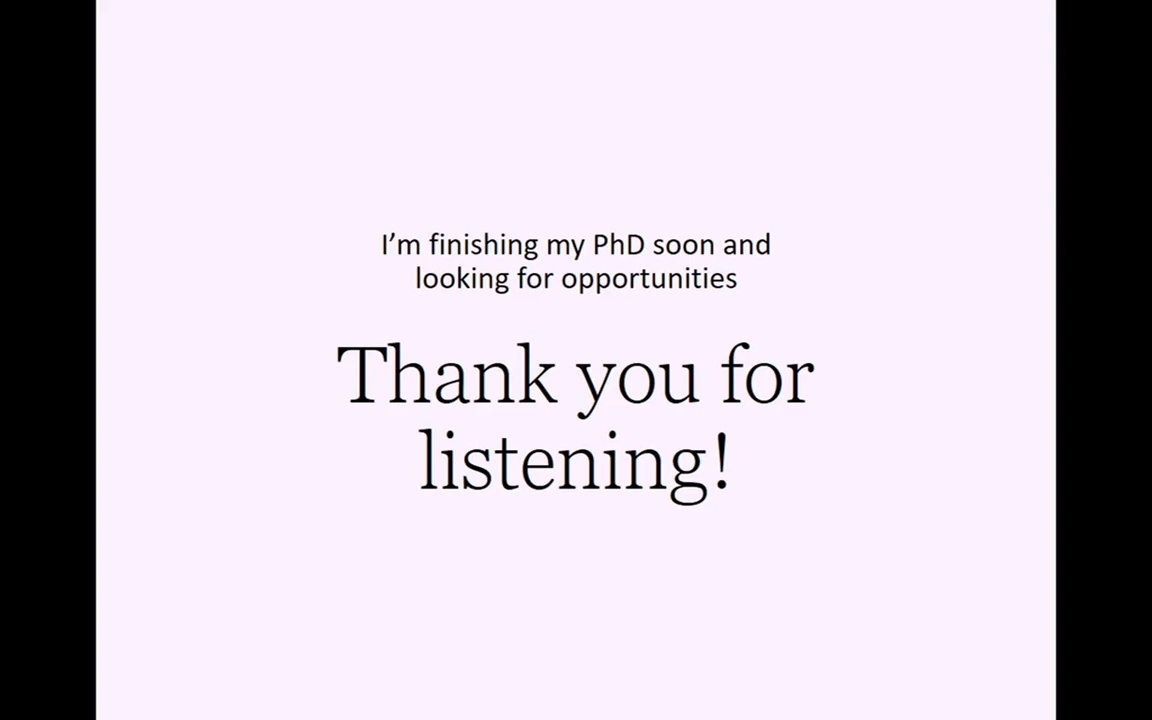 I’m finishing my PhD soon and
looking for opportunities
Thank you for
listening!